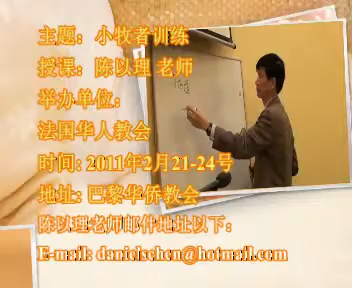 主题：小牧者训练
授课：陈以理 老师
举办单位：
法国华人教会
时间: 2011年2月21-24号
地址: 巴黎华侨教会
陈以理老师邮件地址以下:
E-mail: danielschen@hotmail.com